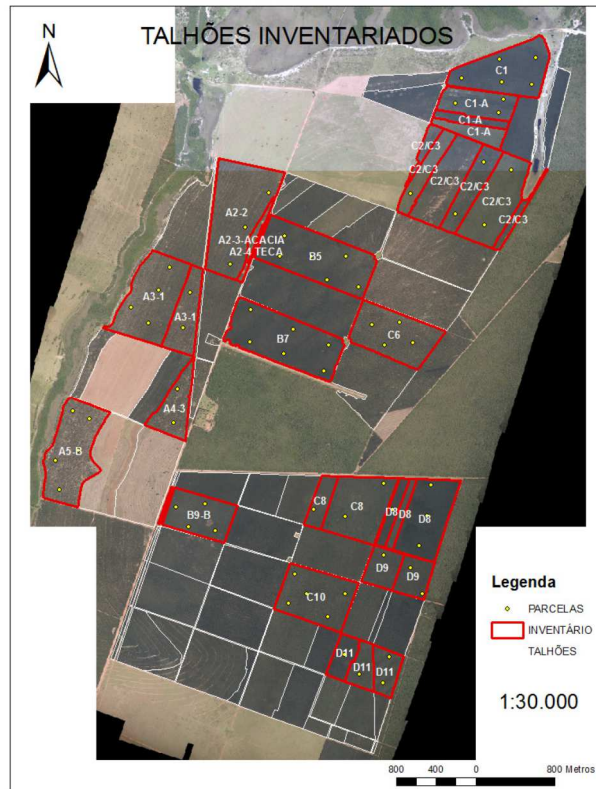 TALHÕES INVENTARIADOS
N
C1
C1-A
C1-A
C2/C3
C2/C3
C2/C3
C2/C3
C2/C3
C2/C3
A2-2
A2-3-ACACIA
A2-4 TECA
B5
A3-1
A3-1
C6
B7
A4-3
A5-B
C8
C8
D8
D8
D8
B9-B
D9
D9
C10
D11
D11
D11
Legenda
PARCELAS
INVENTÁRIO
TALHÕES
1:30.000
800 400 0 800 Metros